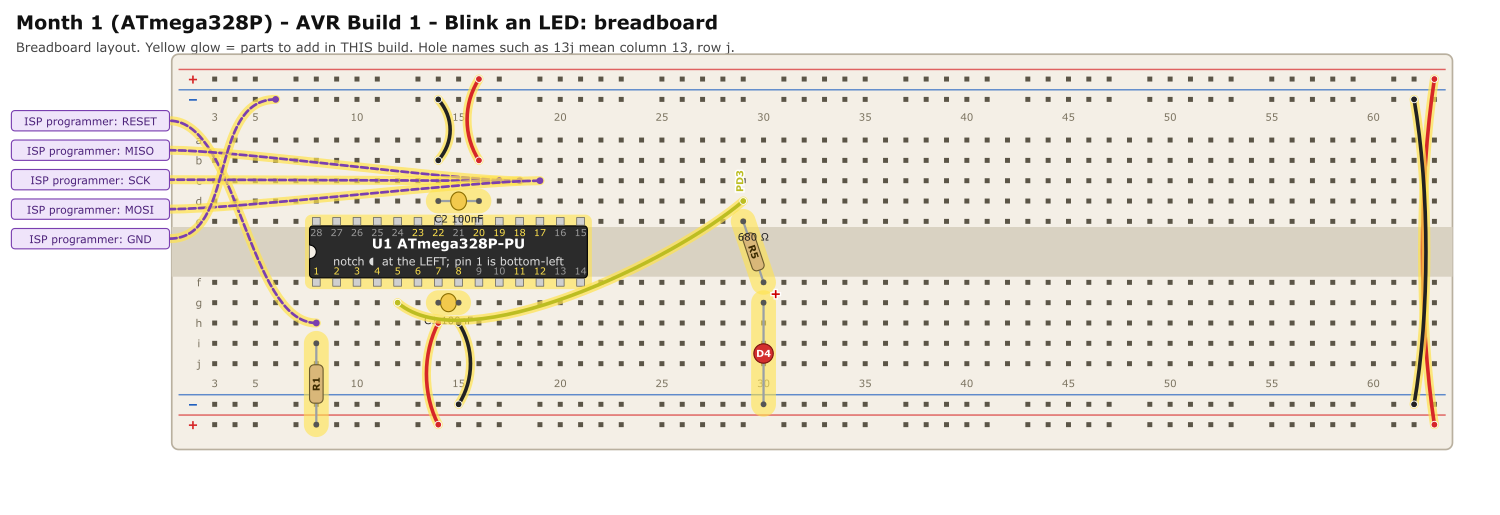 Month 1 (ATmega328P) - AVR Build 1 - Blink an LED: breadboard
Breadboard layout. Yellow glow = parts to add in THIS build. Hole names such as 13j mean column 13, row j.
+
−
3 5 10 15 20 25 30 35 40 45 50 55 60
ISP programmer: RESET
ISP programmer: MISO
ISP programmer: SCK
ISP programmer: MOSI
ISP programmer: GND
a
b
d
PD3
C2 100nF
28 27 26 25 24 23 22 21 20 19 18 17 16 15
U1 ATmega328P-PU
notch ◖ at the LEFT; pin 1 is bottom-left
1 2 3 4 5 6 7 8 9 10 11 12 13 14
680 Ω
R5
f
g
h
i
j
+
D4
R1
3 5 10 15 20 25 30 35 40 45 50 55 60
−
+